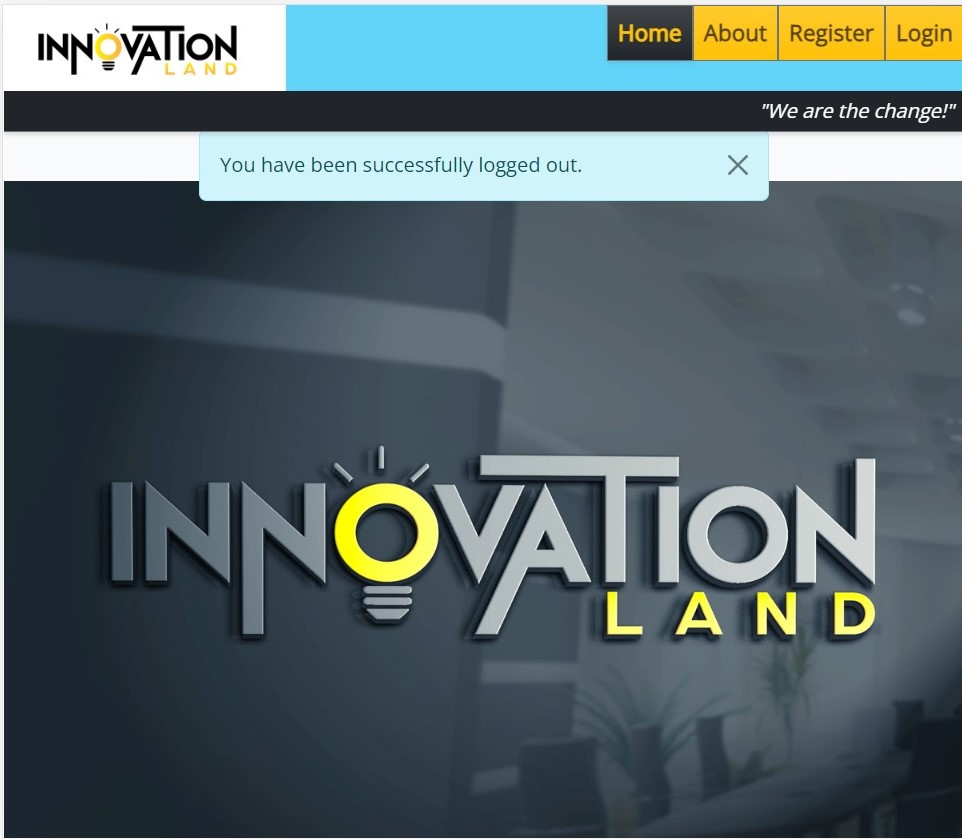 INNOVATION
LAND
Home About Register Login
"We are the change!"
You have been successfully logged out.
INNOVATION
LAND